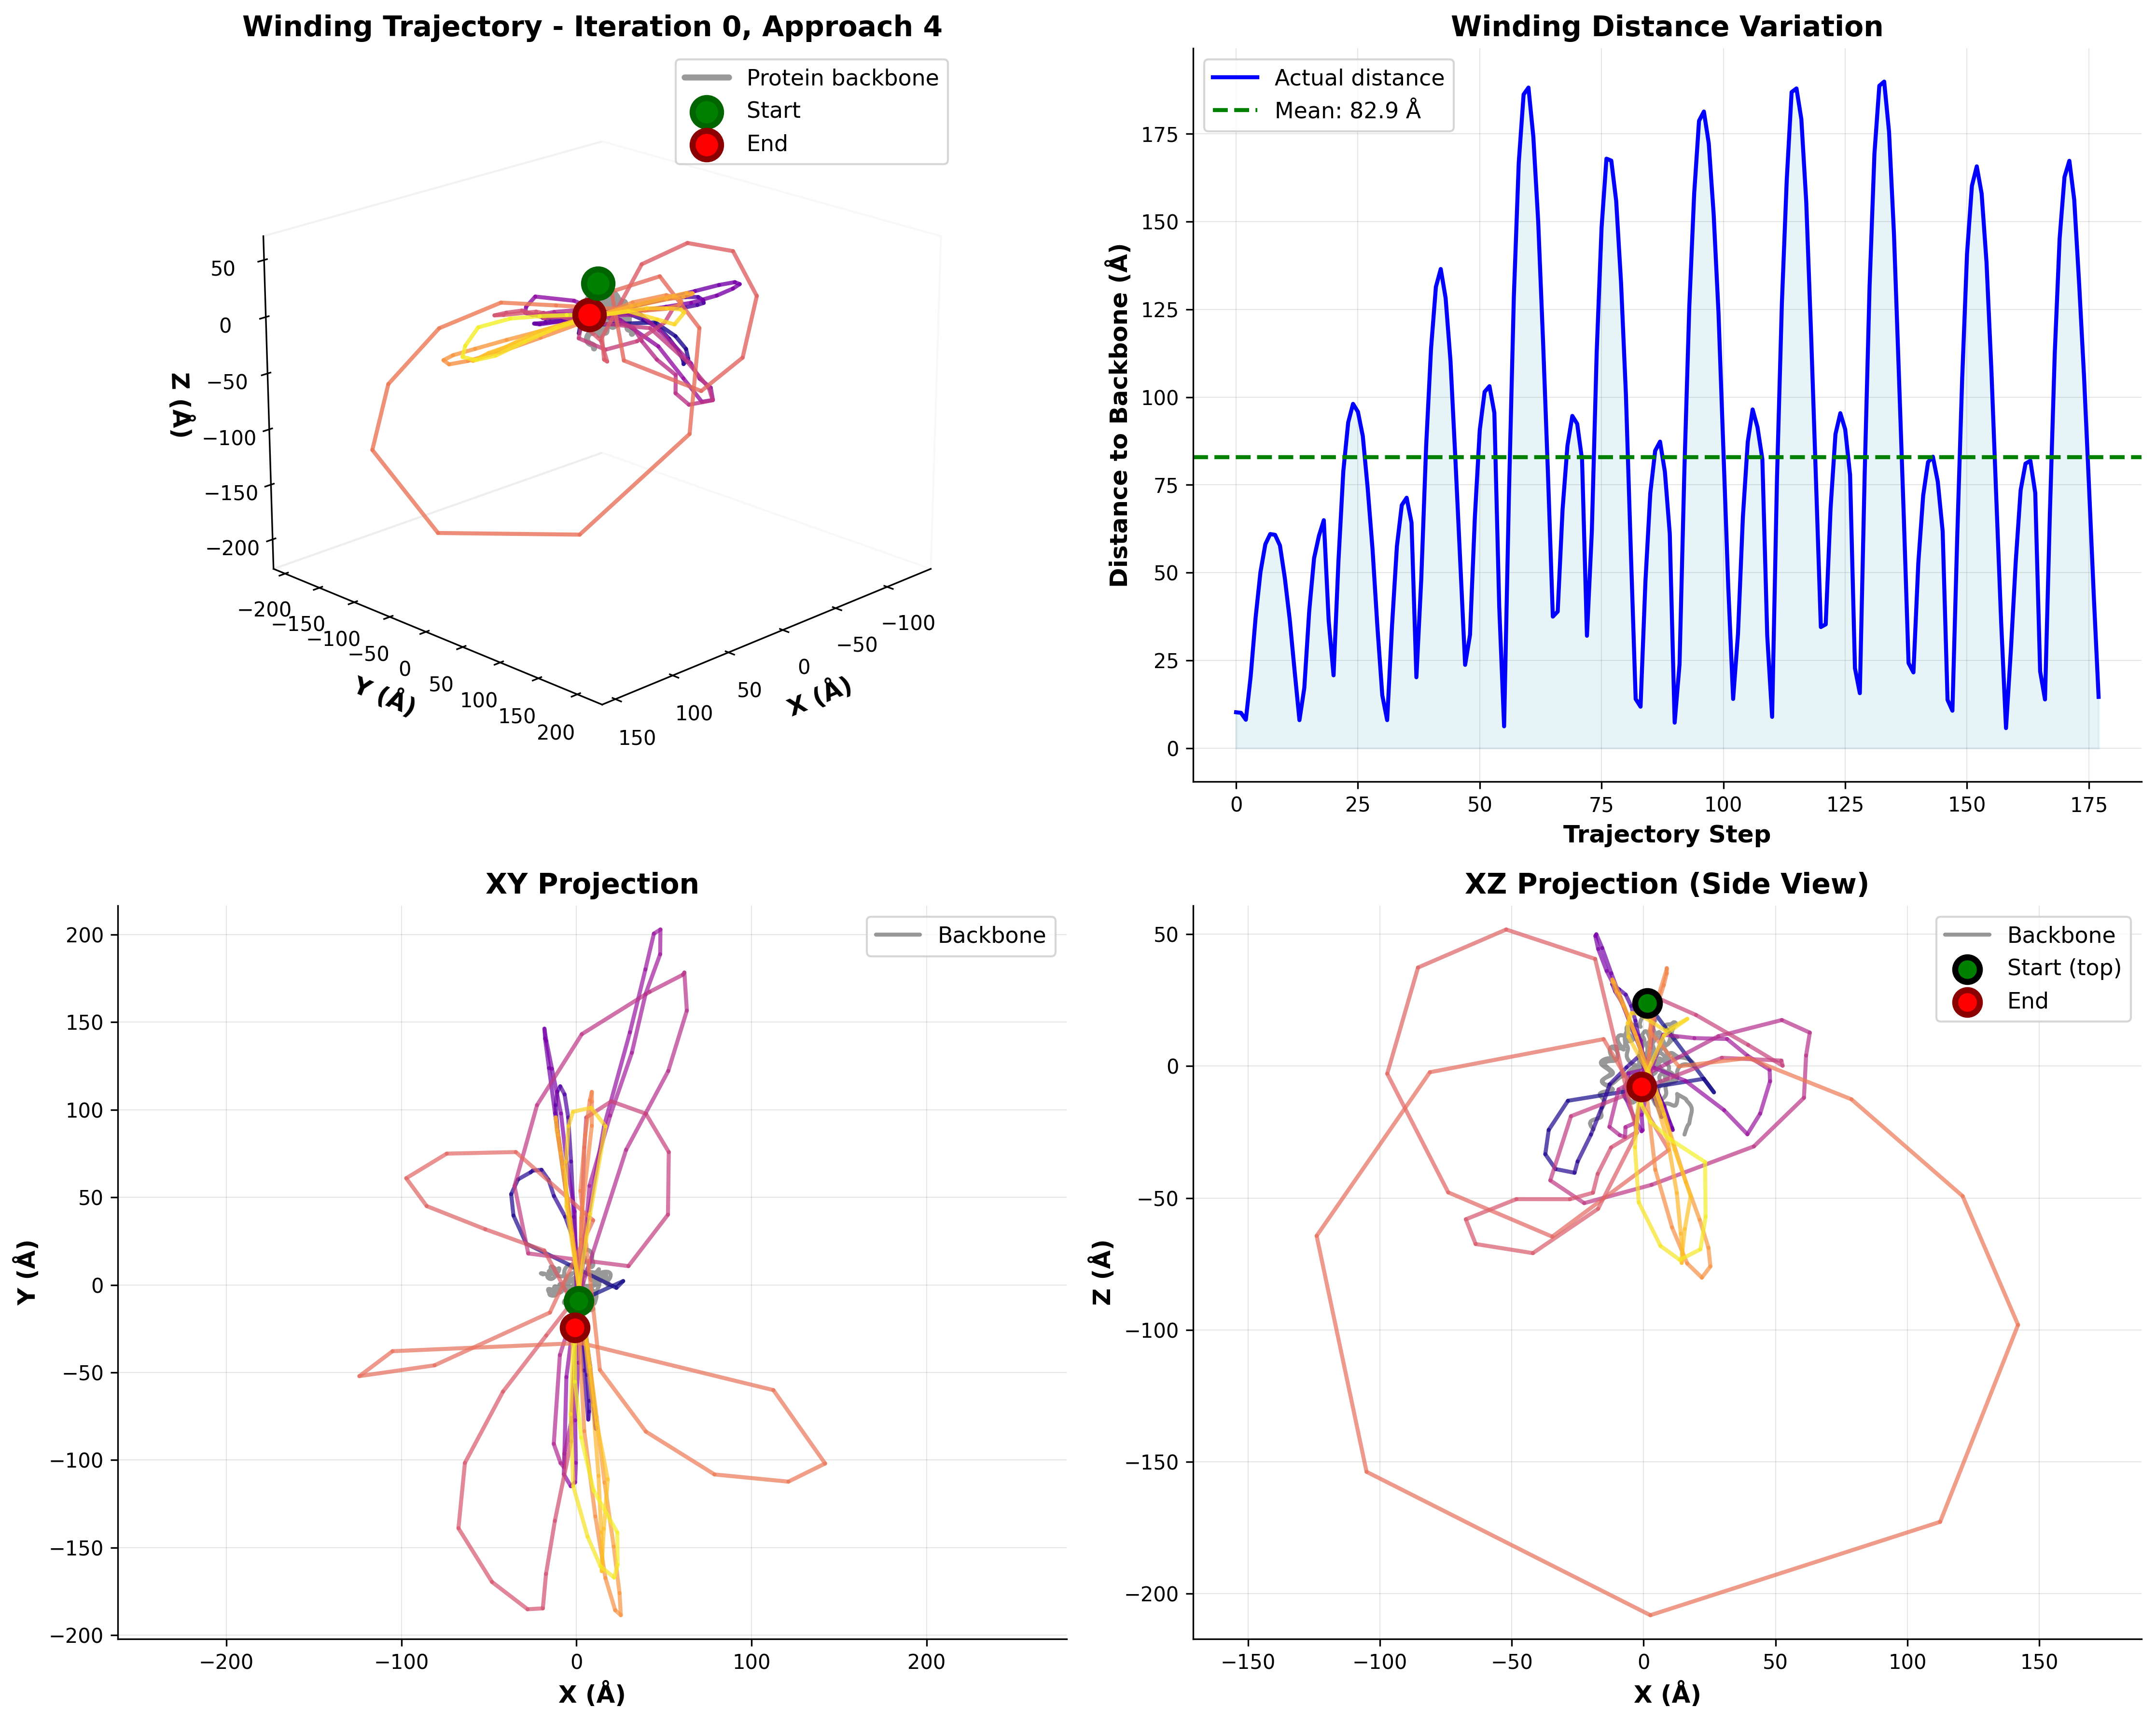 Winding Trajectory - Iteration 0, Approach 4
Protein backbone
Start
End
50
0
−50
−100
−150
−200
Z (Å)
−200
−150
−100
−50
0
50
100
150
200
Y (Å)
150
100
50
0
−50
−100
X (Å)
Winding Distance Variation
Actual distance
Mean: 82.9 Å
175
150
125
100
75
50
25
0
Distance to Backbone (Å)
0 25 50 75 100 125 150 175
Trajectory Step
XY Projection
Backbone
200
150
100
50
0
−50
−100
−150
−200
Y (Å)
−200 −100 0 100 200
X (Å)
XZ Projection (Side View)
Backbone
Start (top)
End
50
0
−50
−100
−150
−200
Z (Å)
−150 −100 −50 0 50 100 150
X (Å)